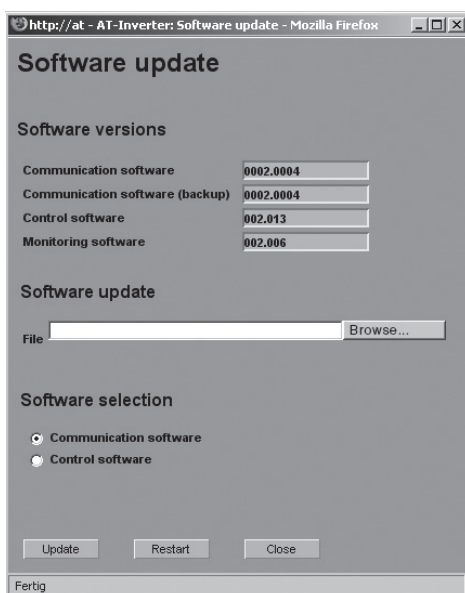 http://at - AT-Inverter: Software update - Mozilla Firefox
Software update
Software versions
Communication software 0002.0004
Communication software (backup) 0002.0004
Control software 002.013
Monitoring software 002.006
Software update
File Browse...
Software selection
Communication software
Control software
Update Restart Close
Fertig